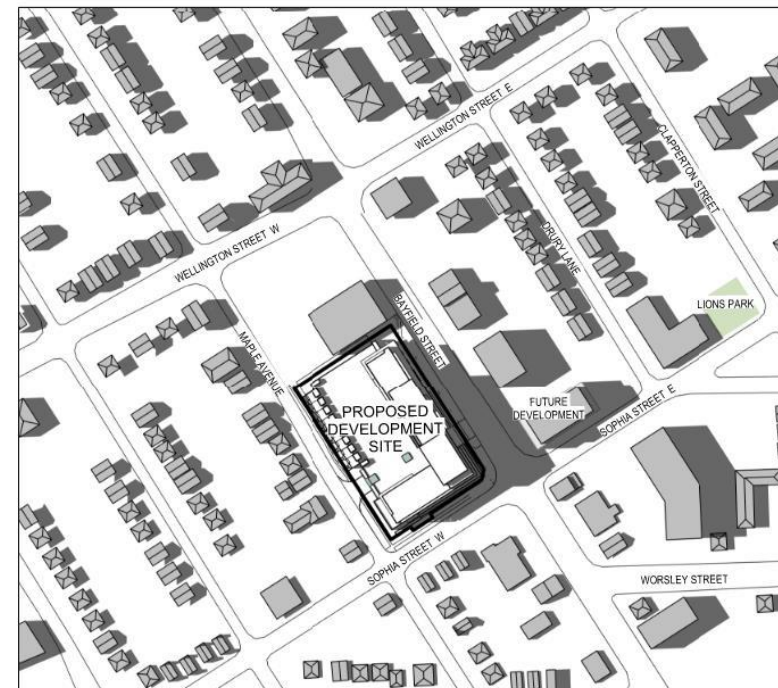 WELLINGTON STREET E
CLAPPERTON STREET
DRURY LANE
WELLINGTON STREET W
LIONS PARK
BAYFIELD STREET
MAPLE AVENUE
PROPOSED
DEVELOPMENT
SITE
FUTURE
DEVELOPMENT
SOPHIA STREET E
SOPHIA STREET W
WORSLEY STREET